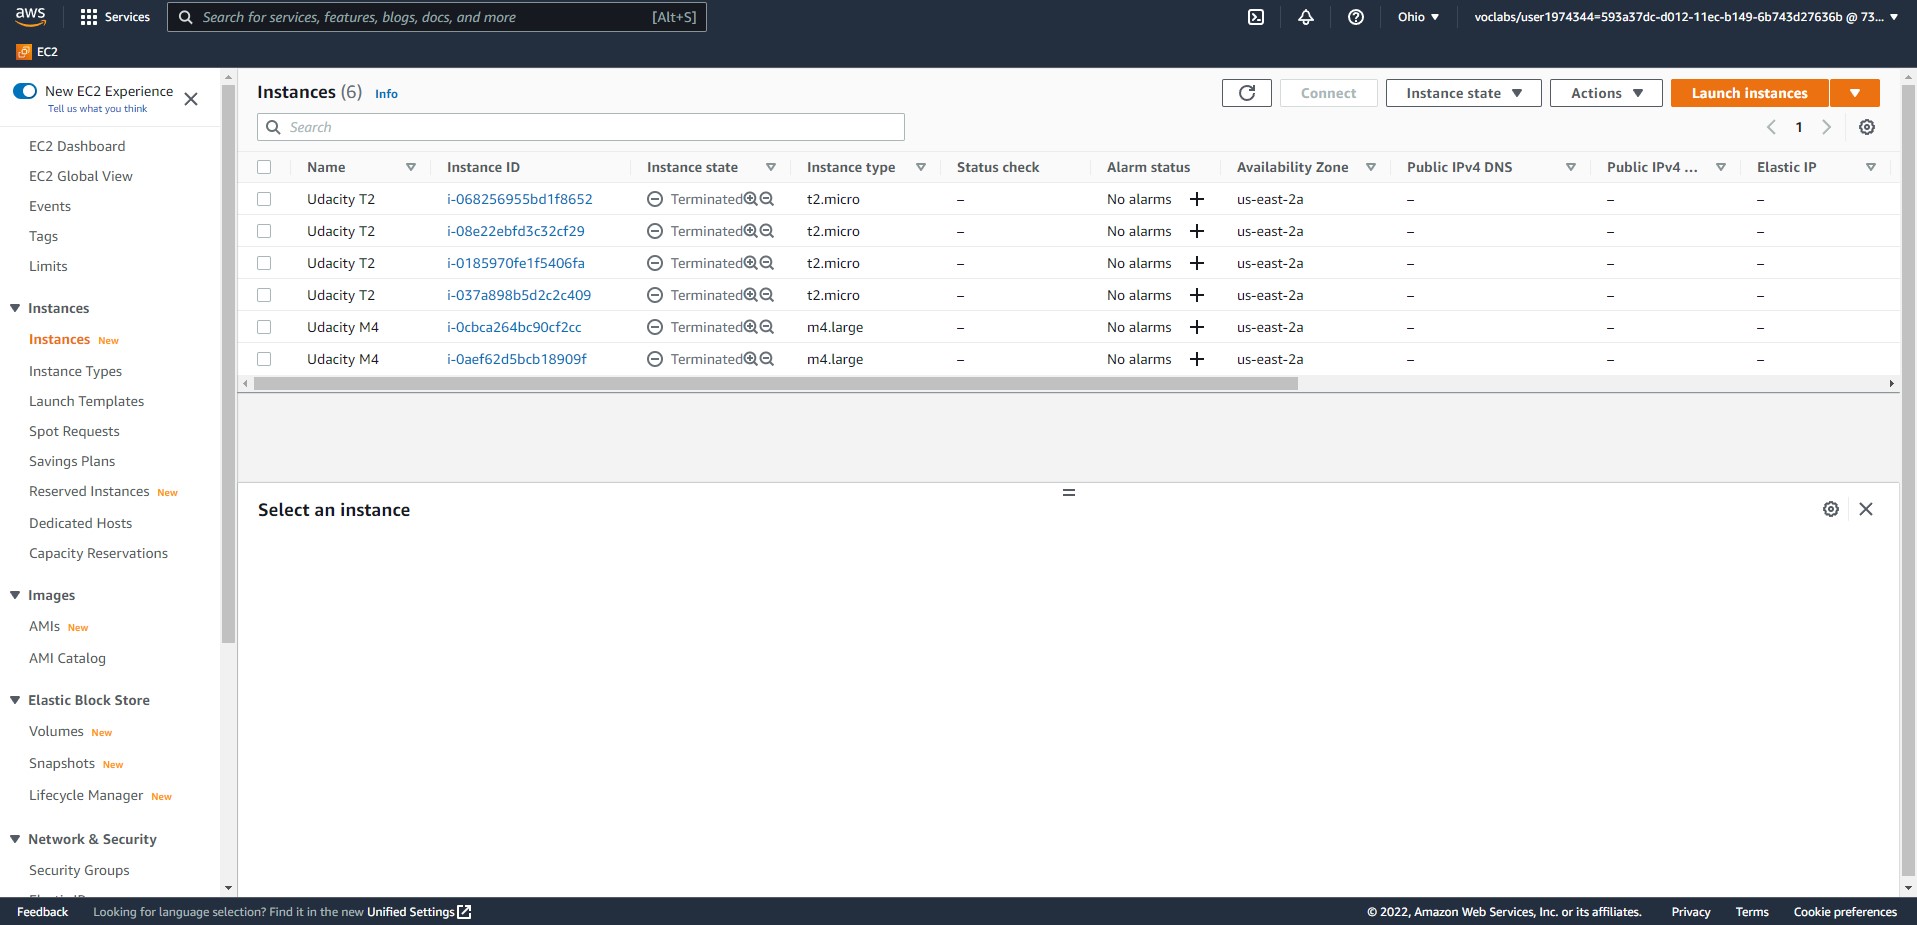 aws Services Search for services, features, blogs, docs, and more [Alt+S] Ohio voclabs/user1974344=593a37dc-d012-11ec-b149-6b743d27636b @ 73...
EC2
New EC2 Experience
Tell us what you think
EC2 Dashboard
EC2 Global View
Events
Tags
Limits
Instances
Instances New
Instance Types
Launch Templates
Spot Requests
Savings Plans
Reserved Instances New
Dedicated Hosts
Capacity Reservations
Images
AMIs New
AMI Catalog
Elastic Block Store
Volumes New
Snapshots New
Lifecycle Manager New
Network & Security
Security Groups
Instances (6) Info Connect Instance state Actions Launch instances
Search 1
Name Instance ID Instance state Instance type Status check Alarm status Availability Zone Public IPv4 DNS Public IPv4 ... Elastic IP
Udacity T2 i-068256955bd1f8652 Terminated t2.micro – No alarms + us-east-2a – – –
Udacity T2 i-08e22ebfd3c32cf29 Terminated t2.micro – No alarms + us-east-2a – – –
Udacity T2 i-0185970fe1f5406fa Terminated t2.micro – No alarms + us-east-2a – – –
Udacity T2 i-037a898b5d2c2c409 Terminated t2.micro – No alarms + us-east-2a – – –
Udacity M4 i-0cbca264bc90cf2cc Terminated m4.large – No alarms + us-east-2a – – –
Udacity M4 i-0aef62d5bcb18909f Terminated m4.large – No alarms + us-east-2a – – –
Select an instance
Feedback Looking for language selection? Find it in the new Unified Settings © 2022, Amazon Web Services, Inc. or its affiliates. Privacy Terms Cookie preferences